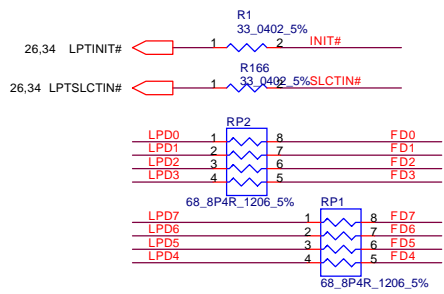 R1
33_0402_5%
26,34 LPTINIT# 1 2 INIT#
R166
33_0402_5%
26,34 LPTSLCTIN# 1 2 SLCTIN#
RP2
LPD0 1 8 FD0
LPD1 2 7 FD1
LPD2 3 6 FD2
LPD3 4 5 FD3
68_8P4R_1206_5%
RP1
LPD7 1 8 FD7
LPD6 2 7 FD6
LPD5 3 6 FD5
LPD4 4 5 FD4
68_8P4R_1206_5%